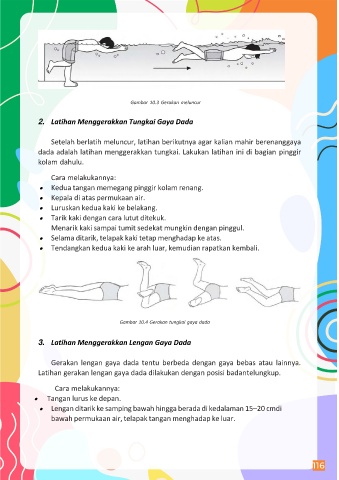 Gambar 10.3 Gerakan meluncur
2. Latihan Menggerakkan Tungkai Gaya Dada
Setelah berlatih meluncur, latihan berikutnya agar kalian mahir berenanggaya
dada adalah latihan menggerakkan tungkai. Lakukan latihan ini di bagian pinggir
kolam dahulu.
Cara melakukannya:
• Kedua tangan memegang pinggir kolam renang.
• Kepala di atas permukaan air.
• Luruskan kedua kaki ke belakang.
• Tarik kaki dengan cara lutut ditekuk.
Menarik kaki sampai tumit sedekat mungkin dengan pinggul.
• Selama ditarik, telapak kaki tetap menghadap ke atas.
• Tendangkan kedua kaki ke arah luar, kemudian rapatkan kembali.
Gambar 10.4 Gerakan tungkai gaya dada
3. Latihan Menggerakkan Lengan Gaya Dada
Gerakan lengan gaya dada tentu berbeda dengan gaya bebas atau lainnya.
Latihan gerakan lengan gaya dada dilakukan dengan posisi badantelungkup.
Cara melakukannya:
• Tangan lurus ke depan.
• Lengan ditarik ke samping bawah hingga berada di kedalaman 15–20 cmdi
bawah permukaan air, telapak tangan menghadap ke luar.
116